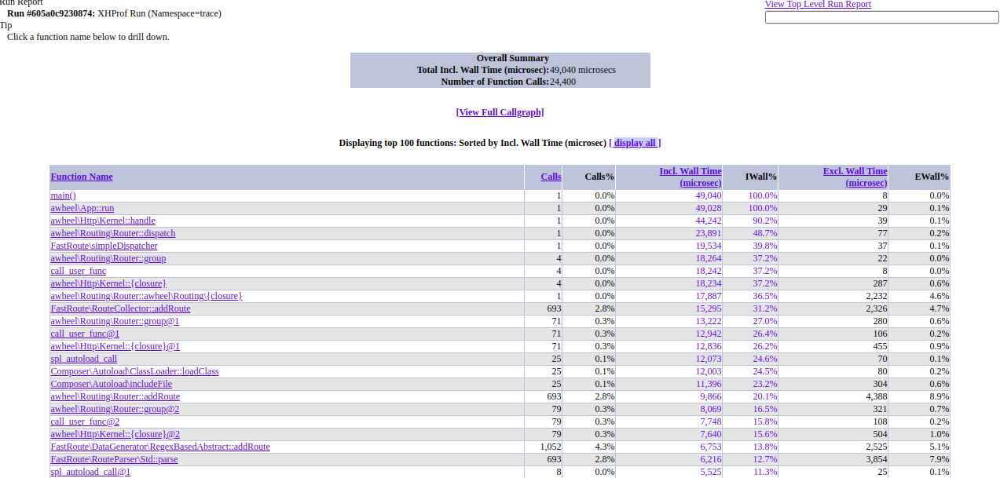 Run Report
Run #605a0c9230874: XHProf Run (Namespace=trace)
Tip
Click a function name below to drill down.
View Top Level Run Report
Overall Summary
Total Incl. Wall Time (microsec): 49,040 microsecs
Number of Function Calls: 24,400
[View Full Callgraph]
Displaying top 100 functions: Sorted by Incl. Wall Time (microsec) [ display all ]
Function Name Calls Calls% Incl. Wall Time (microsec) IWall% Excl. Wall Time (microsec) EWall%
main() 1 0.0% 49,040 100.0% 8 0.0%
awheel\App::run 1 0.0% 49,028 100.0% 29 0.1%
awheel\Http\Kernel::handle 1 0.0% 44,242 90.2% 39 0.1%
awheel\Routing\Router::dispatch 1 0.0% 23,891 48.7% 77 0.2%
FastRoute\simpleDispatcher 1 0.0% 19,534 39.8% 37 0.1%
awheel\Routing\Router::group 4 0.0% 18,264 37.2% 22 0.0%
call_user_func 4 0.0% 18,242 37.2% 8 0.0%
awheel\Http\Kernel::{closure} 4 0.0% 18,234 37.2% 287 0.6%
awheel\Routing\Router::awheel\Routing\{closure} 1 0.0% 17,887 36.5% 2,232 4.6%
FastRoute\RouteCollector::addRoute 693 2.8% 15,295 31.2% 2,326 4.7%
awheel\Routing\Router::group@1 71 0.3% 13,222 27.0% 280 0.6%
call_user_func@1 71 0.3% 12,942 26.4% 106 0.2%
awheel\Http\Kernel::{closure}@1 71 0.3% 12,836 26.2% 455 0.9%
spl_autoload_call 25 0.1% 12,073 24.6% 70 0.1%
Composer\Autoload\ClassLoader::loadClass 25 0.1% 12,003 24.5% 80 0.2%
Composer\Autoload\includeFile 25 0.1% 11,396 23.2% 304 0.6%
awheel\Routing\Router::addRoute 693 2.8% 9,866 20.1% 4,388 8.9%
awheel\Routing\Router::group@2 79 0.3% 8,069 16.5% 321 0.7%
call_user_func@2 79 0.3% 7,748 15.8% 108 0.2%
awheel\Http\Kernel::{closure}@2 79 0.3% 7,640 15.6% 504 1.0%
FastRoute\DataGenerator\RegexBasedAbstract::addRoute 1,052 4.3% 6,753 13.8% 2,525 5.1%
FastRoute\RouteParser\Std::parse 693 2.8% 6,216 12.7% 3,854 7.9%
spl_autoload_call@1 8 0.0% 5,525 11.3% 25 0.1%